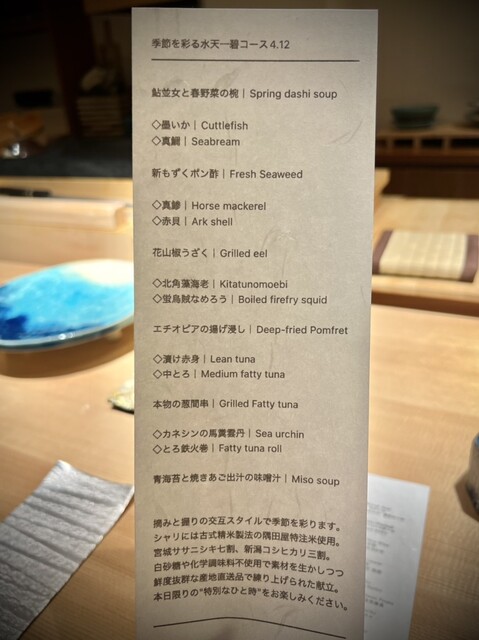 季節を彩る水天一碧コース4.12
鮎並女と春野菜の椀｜Spring dashi soup
◇墨いか｜Cuttlefish
◇真鯛｜Seabream
新もずくポン酢｜Fresh Seaweed
◇真鯵｜Horse mackerel
◇赤貝｜Ark shell
花山椒うざく｜Grilled eel
◇北角藻海老｜Kitatunomoebi
◇蛍烏賊なめろう｜Boiled firefry squid
エチオピアの揚げ浸し｜Deep-fried Pomfret
◇漬け赤身｜Lean tuna
◇中とろ｜Medium fatty tuna
本物の葱間串｜Grilled Fatty tuna
◇カネシンの馬糞雲丹｜Sea urchin
◇とろ鉄火巻｜Fatty tuna roll
青海苔と焼きあご出汁の味噌汁｜Miso soup
摘みと握りの交互スタイルで季節を彩ります。
シャリには古式精米製法の隅田屋特注米使用。
宮城ササニシキ七割、新潟コシヒカリ三割。
白砂糖や化学調味料不使用で素材を生かしつつ
鮮度抜群な産地直送品で練り上げられた献立。
本日限りの“特別なひと時”をお楽しみください。